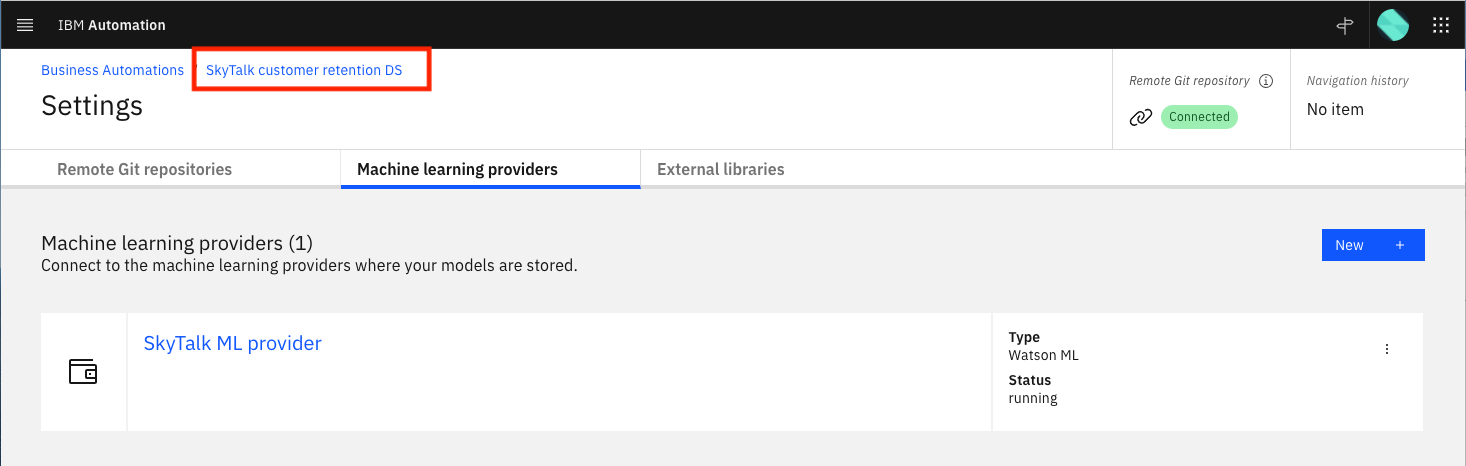 IBM Automation
Business Automations / SkyTalk customer retention DS
Settings
Remote Git repository
Connected
Navigation history
No item
Remote Git repositories
Machine learning providers
External libraries
Machine learning providers (1)
Connect to the machine learning providers where your models are stored.
New +
SkyTalk ML provider
Type
Watson ML
Status
running